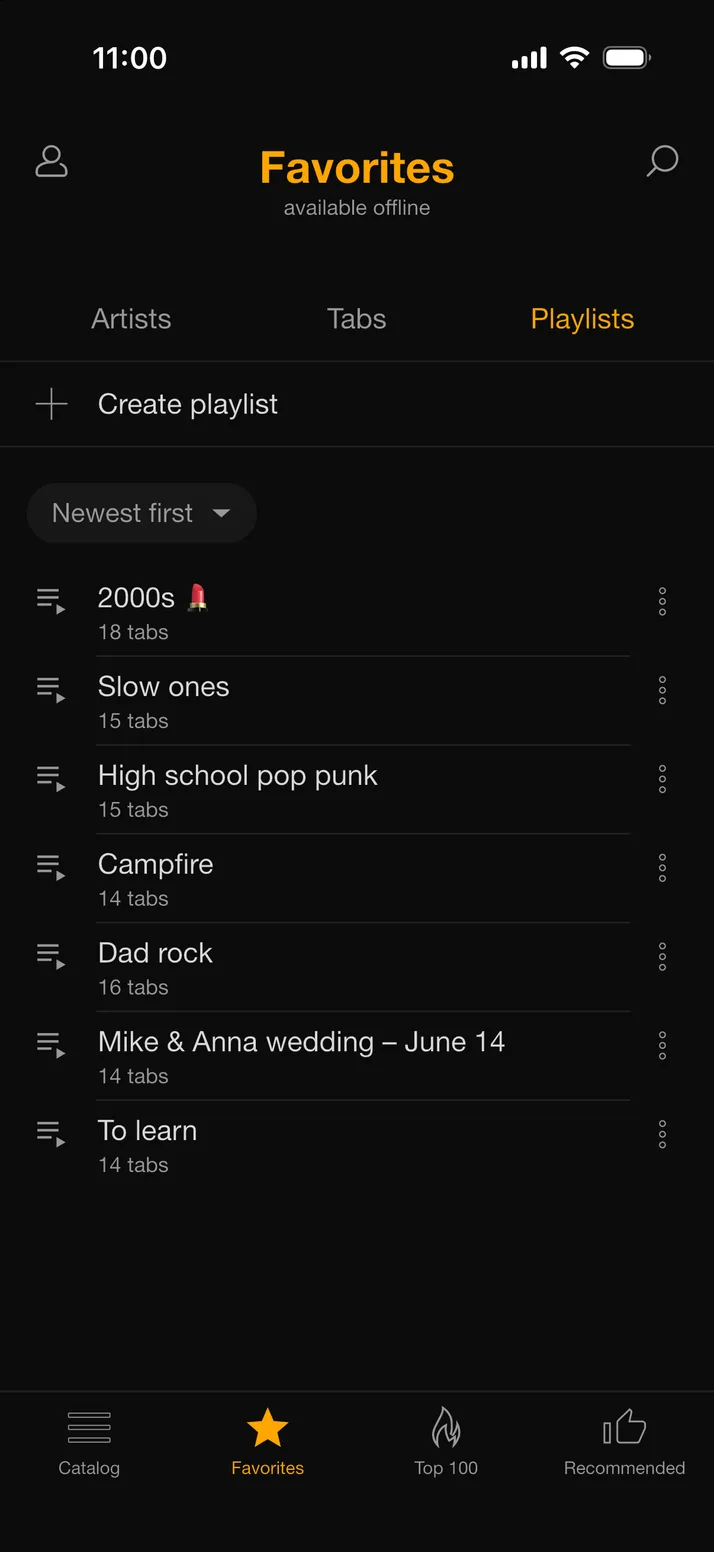 11:00
Favorites
available offline
Artists Tabs Playlists
Create playlist
Newest first
2000s 💄
18 tabs
Slow ones
15 tabs
High school pop punk
15 tabs
Campfire
14 tabs
Dad rock
16 tabs
Mike & Anna wedding – June 14
14 tabs
To learn
14 tabs
Catalog Favorites Top 100 Recommended